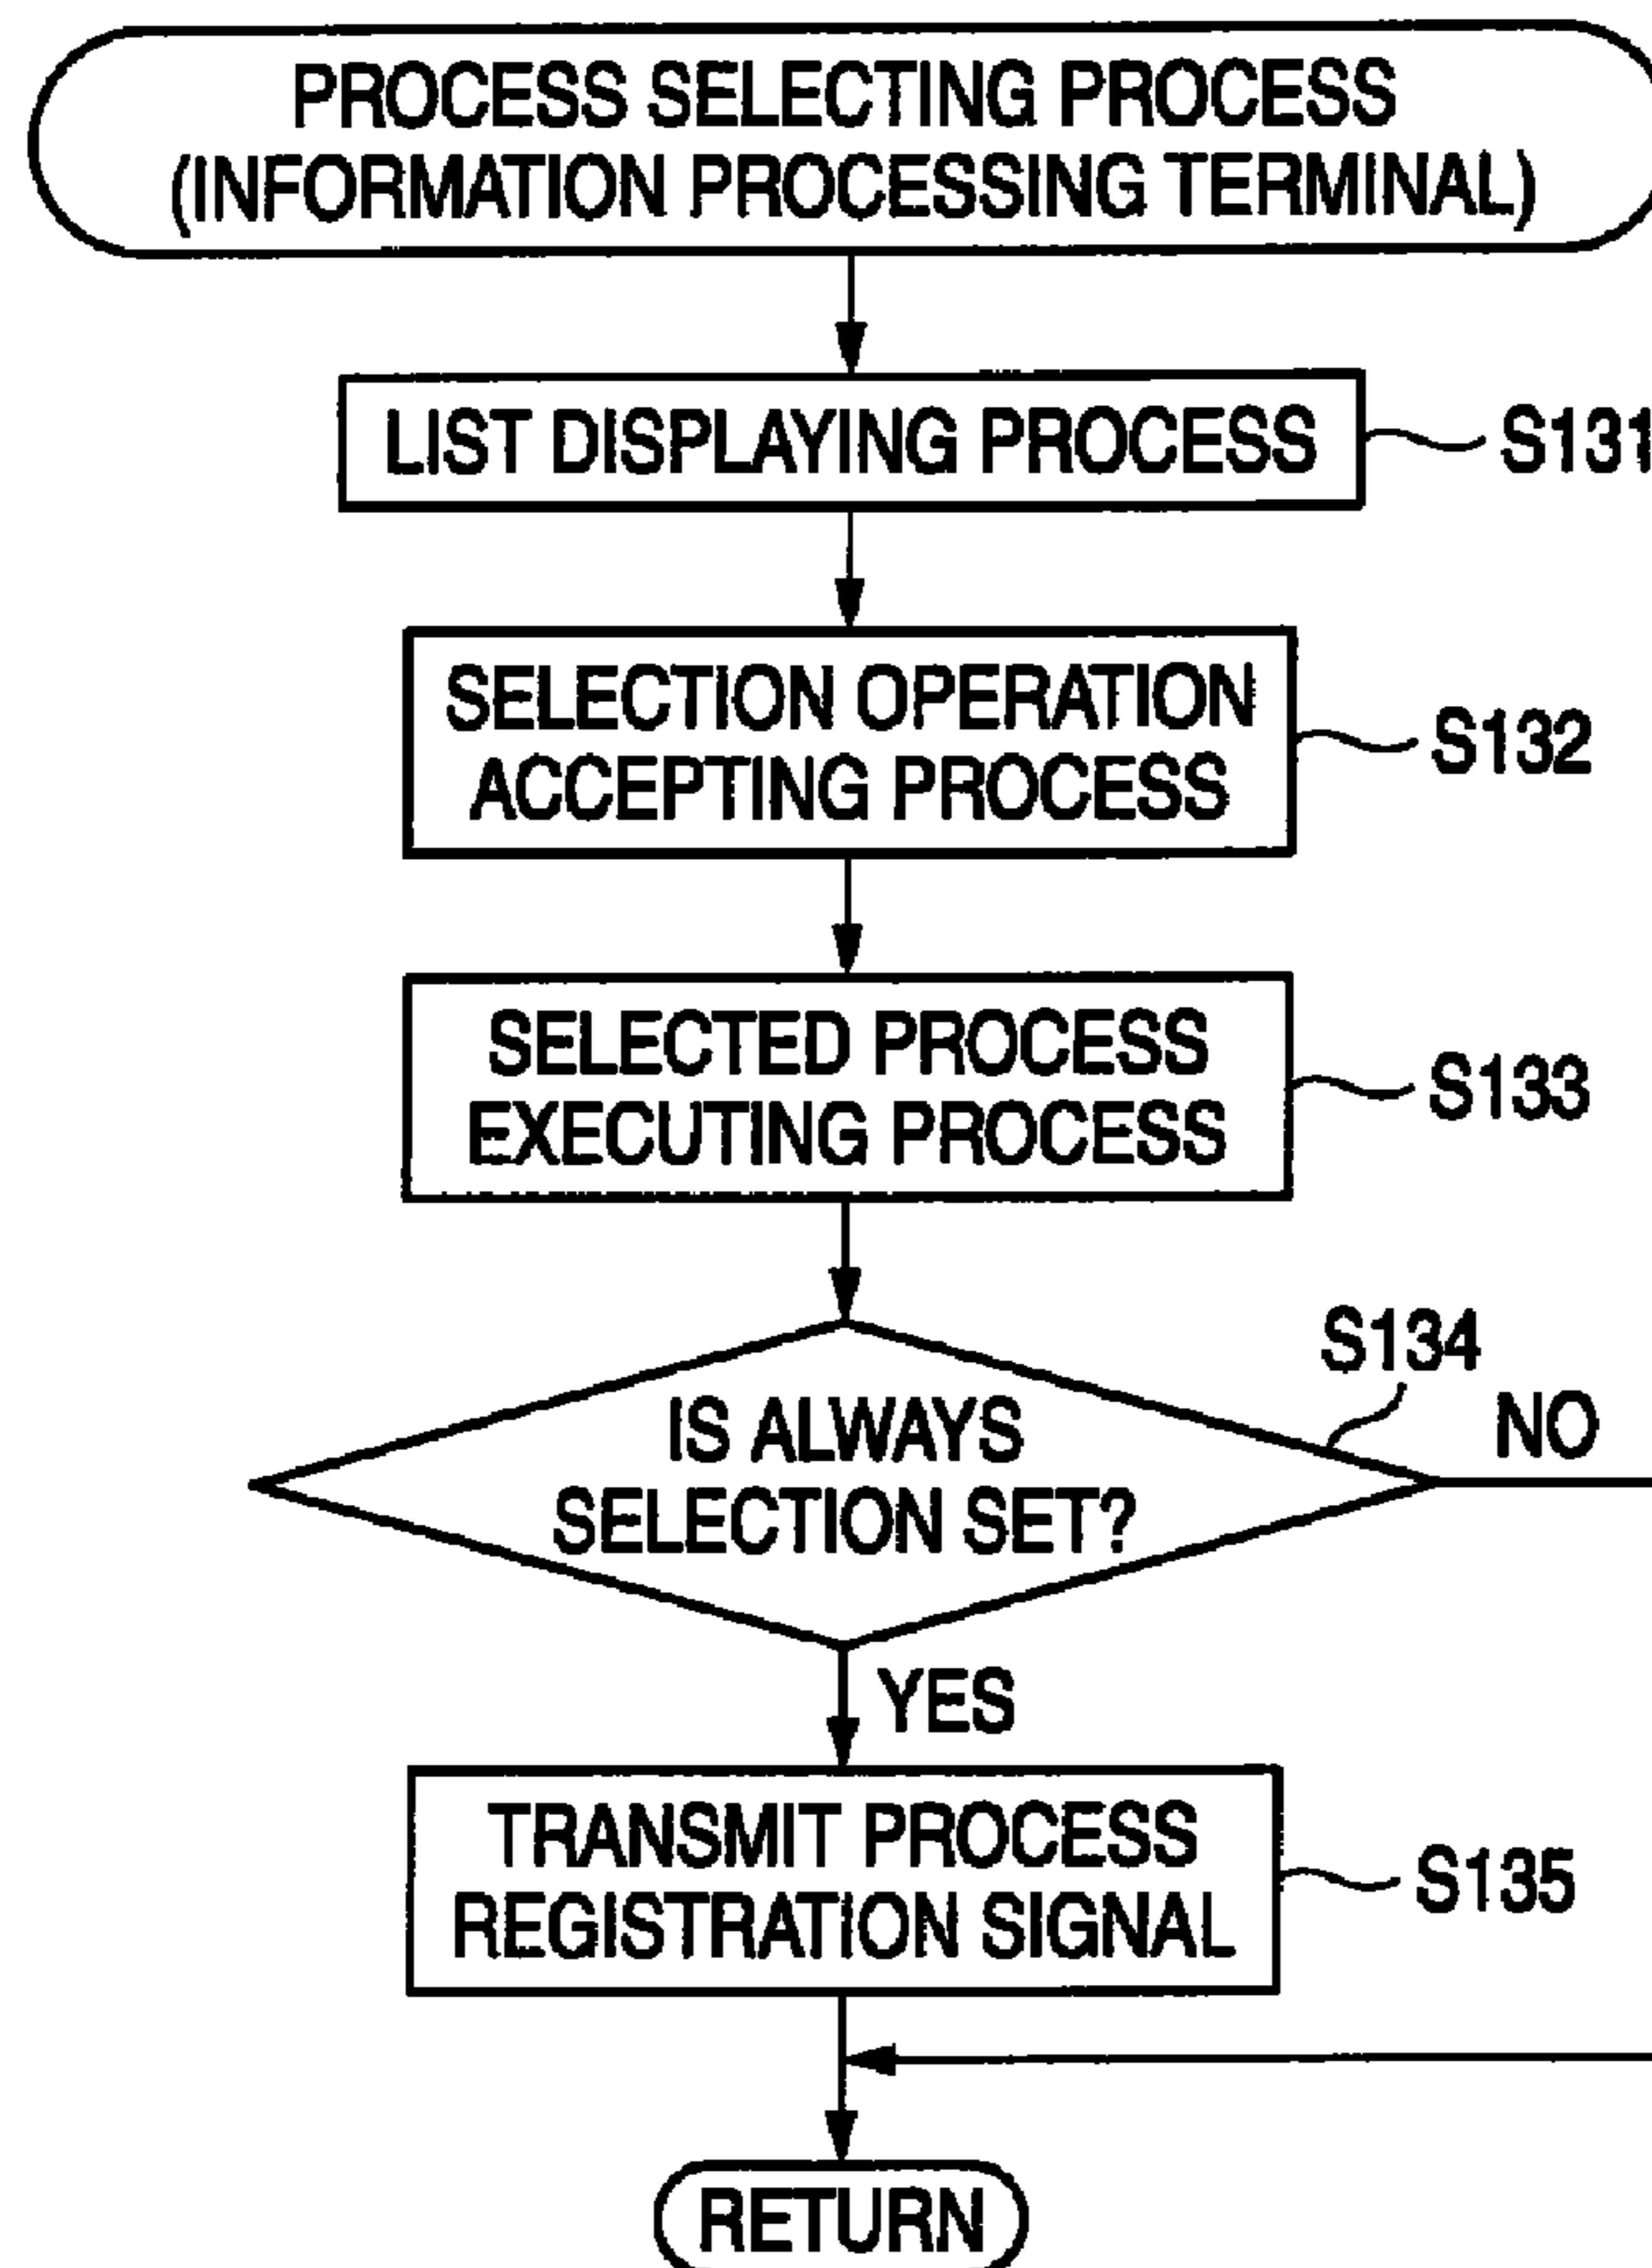 PROCESS SELECTING PROCESS
(INFORMATION PROCESSING TERMINAL)
LIST DISPLAYING PROCESS
S131
SELECTION OPERATION
ACCEPTING PROCESS
S132
SELECTED PROCESS
EXECUTING PROCESS
S133
S134
IS ALWAYS
SELECTION SET?
NO
YES
TRANSMIT PROCESS
REGISTRATION SIGNAL
S135
RETURN